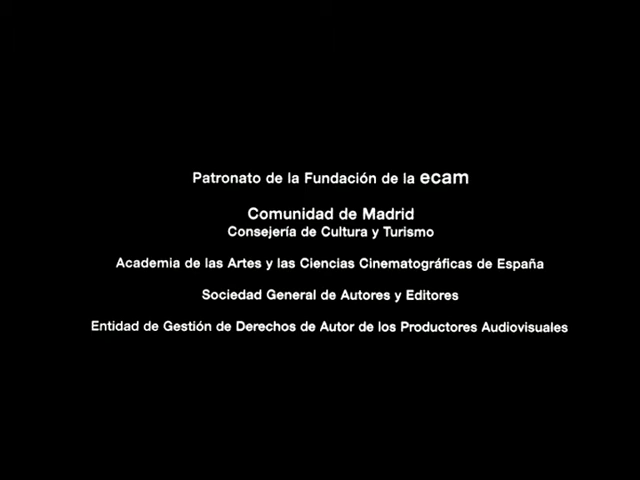 Patronato de la Fundación de la ecam
Comunidad de Madrid
Consejería de Cultura y Turismo
Academia de las Artes y las Ciencias Cinematográficas de España
Sociedad General de Autores y Editores
Entidad de Gestión de Derechos de Autor de los Productores Audiovisuales